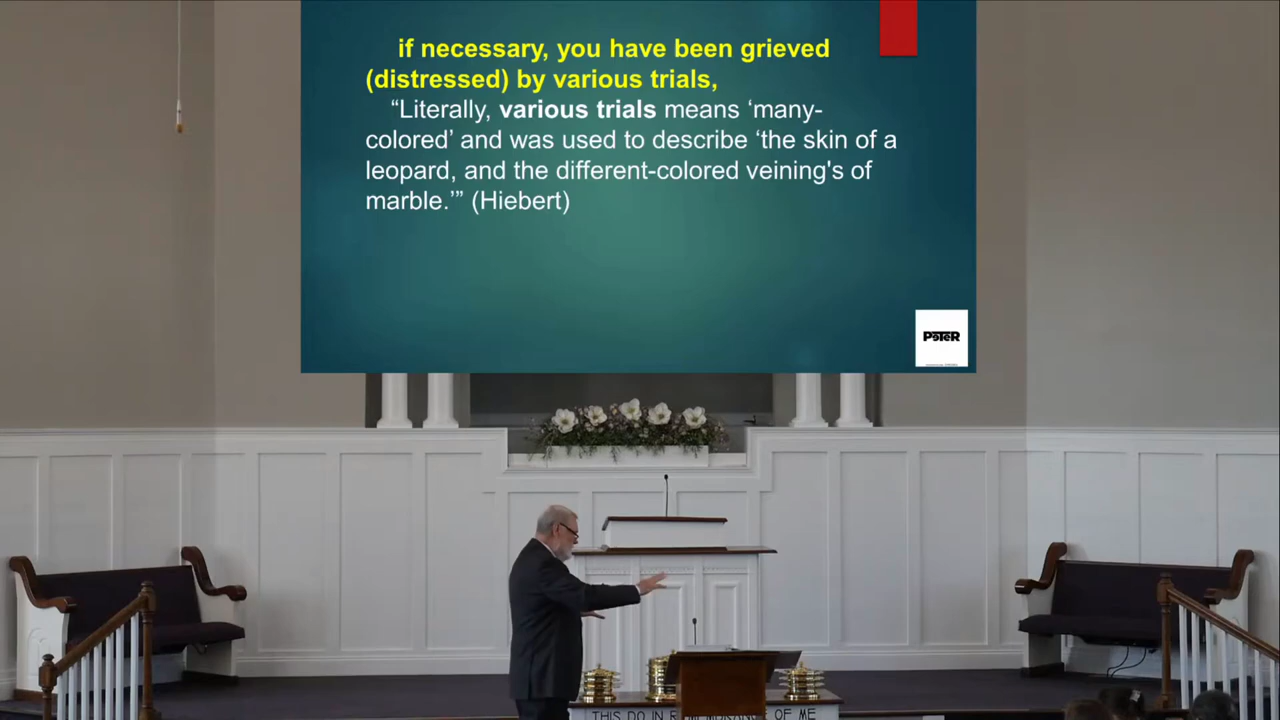 if necessary, you have been grieved
(distressed) by various trials,
“Literally, various trials means ‘many-
colored’ and was used to describe ‘the skin of a
leopard, and the different-colored veining's of
marble.’” (Hiebert)
PeTeR
THIS DO IN OF ME